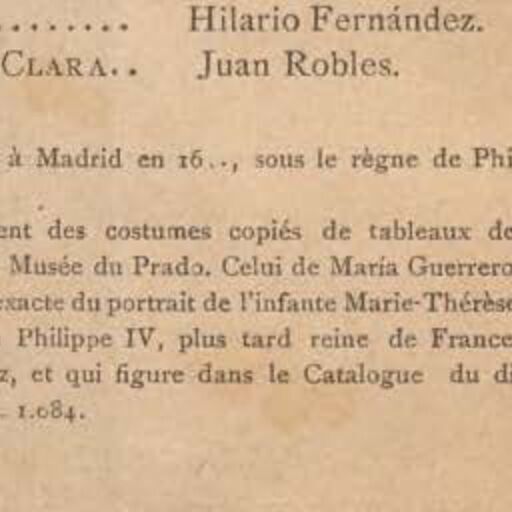 ......... Hilario Fernández.
CLARA.. Juan Robles.
à Madrid en 16.., sous le règne de Phi
ent des costumes copiés de tableaux de
Musée du Prado. Celui de María Guerrero
exacte du portrait de l'infante Marie-Thérèse
Philippe IV, plus tard reine de France
z, et qui figure dans le Catalogue du di
. 1.084.